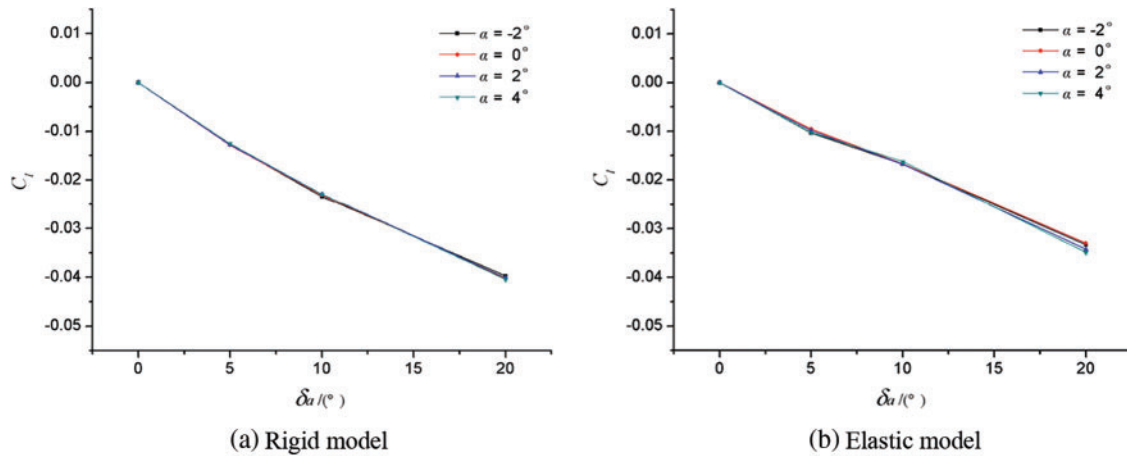 0.01
0.00
-0.01
-0.02
-0.03
-0.04
-0.05
C_l
0
5
10
15
20
δa /(°)
α = -2°
α = 0°
α = 2°
α = 4°
(a) Rigid model
0.01
0.00
-0.01
-0.02
-0.03
-0.04
-0.05
C_l
0
5
10
15
20
δa /(°)
α = -2°
α = 0°
α = 2°
α = 4°
(b) Elastic model